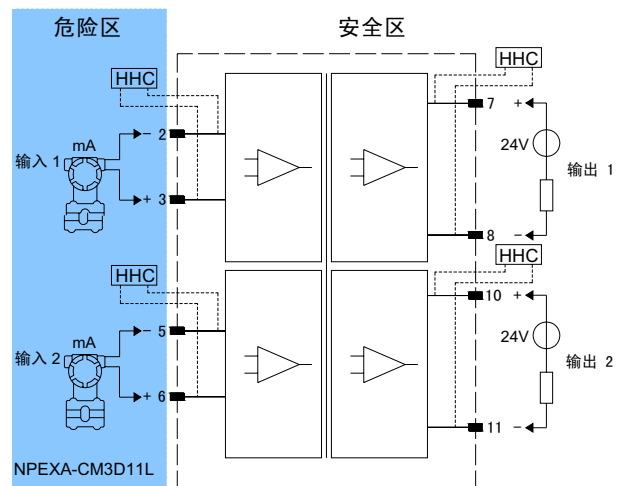 危险区
安全区
HHC
HHC
mA
输入 1
− 2
+ 3
7 +
24V
输出 1
8 −
HHC
HHC
mA
输入 2
− 5
+ 6
10 +
24V
输出 2
11 −
NPEXA-CM3D11L